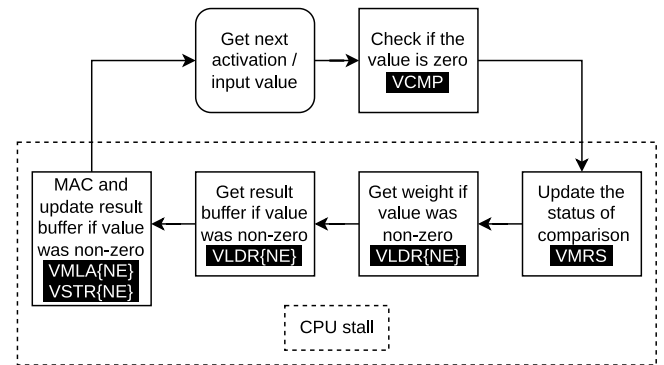 Get next
activation /
input value
Check if the
value is zero
VCMP
Update the
status of
comparison
VMRS
Get weight if
value was
non-zero
VLDR{NE}
Get result
buffer if value
was non-zero
VLDR{NE}
MAC and
update result
buffer if value
was non-zero
VMLA{NE}
VSTR{NE}
CPU stall